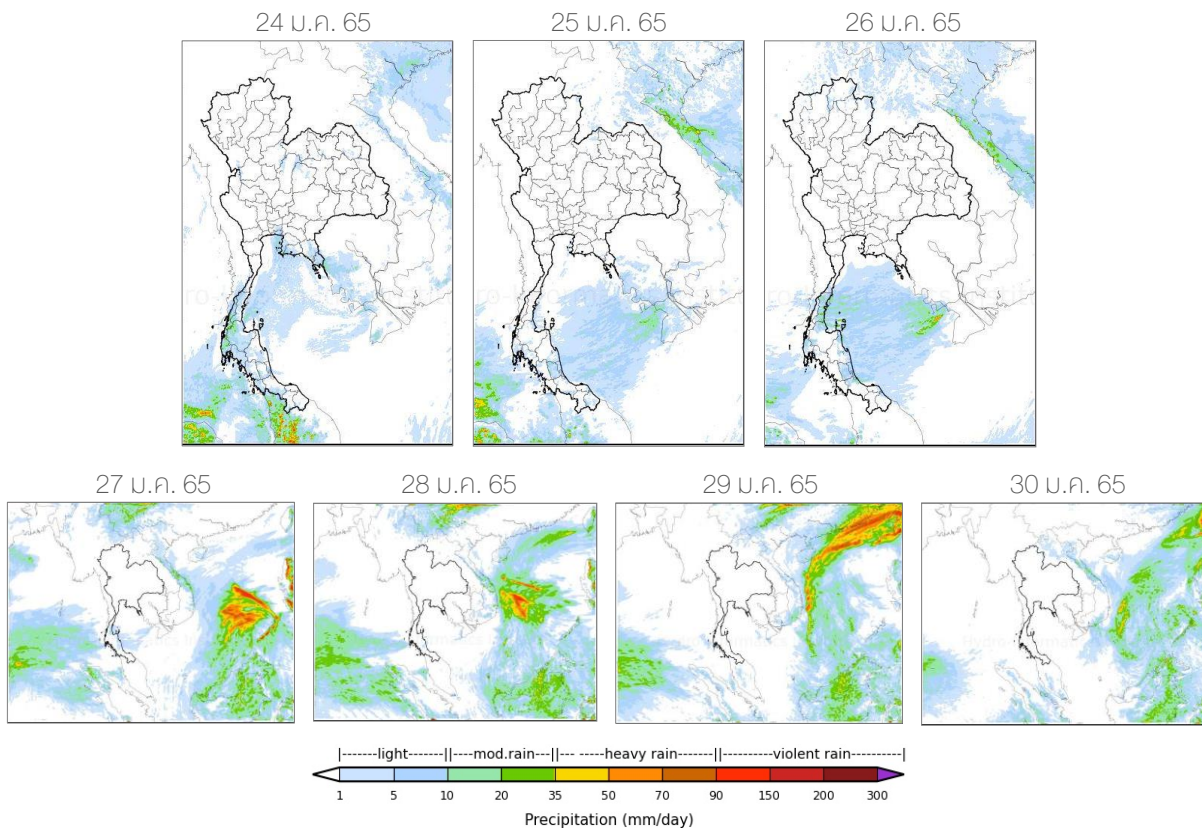 24 ม.ค. 65
25 ม.ค. 65
26 ม.ค. 65
27 ม.ค. 65
28 ม.ค. 65
29 ม.ค. 65
30 ม.ค. 65
|-------light-------||---mod.rain---||--- -----heavy rain-------||---------violent rain----------|
1 5 10 20 35 50 70 90 150 200 300
Precipitation (mm/day)